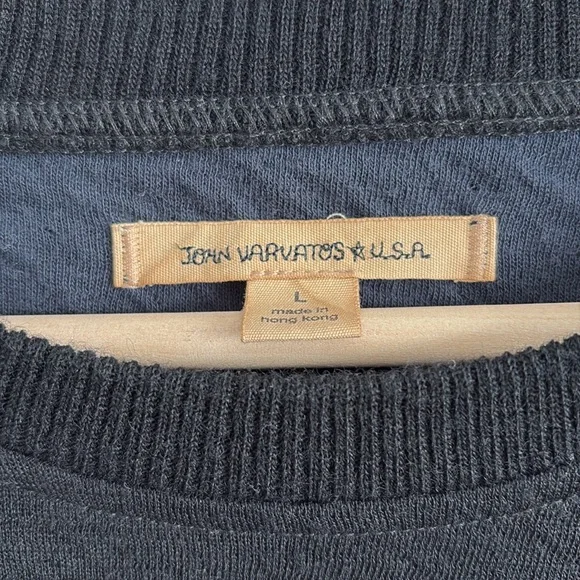 JOHN VARVATOS ☆ U.S.A.
L
made in
hong kong